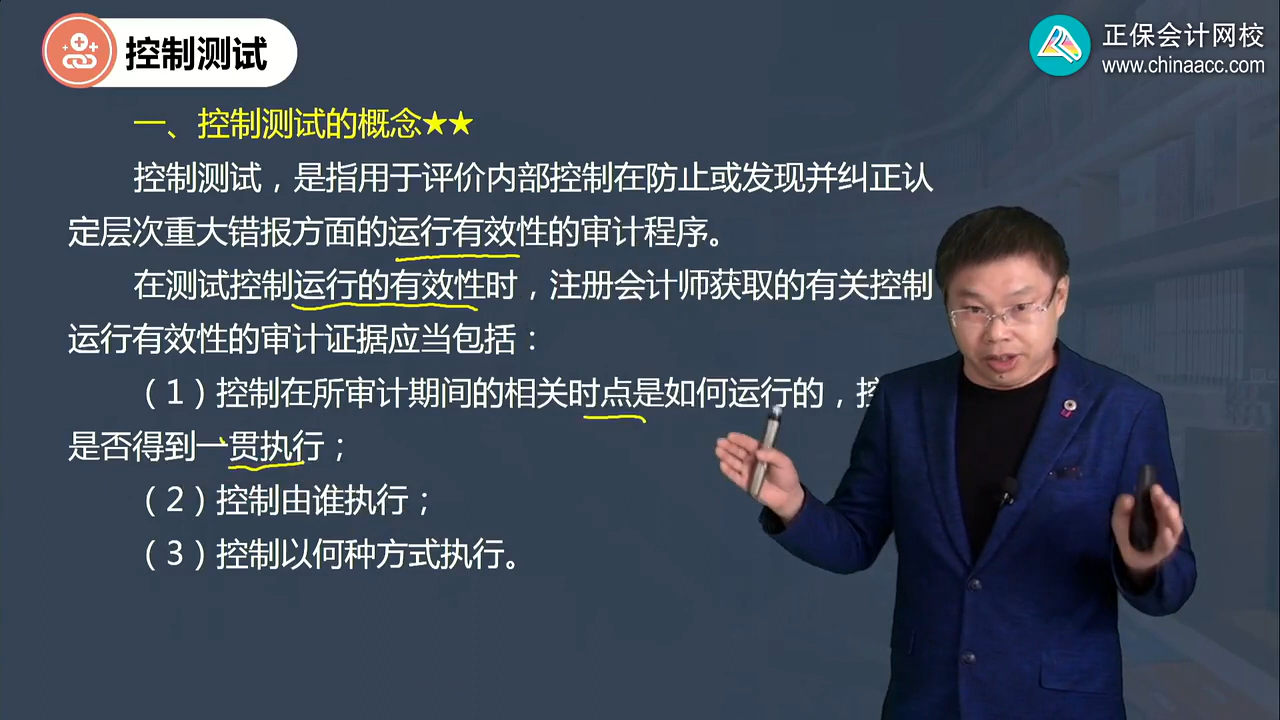 控制测试
正保会计网校
www.chinaacc.com
一、控制测试的概念★★
控制测试，是指用于评价内部控制在防止或发现并纠正认
定层次重大错报方面的运行有效性的审计程序。
在测试控制运行的有效性时，注册会计师获取的有关控制
运行有效性的审计证据应当包括：
（1）控制在所审计期间的相关时点是如何运行的，
是否得到一贯执行；
（2）控制由谁执行；
（3）控制以何种方式执行。